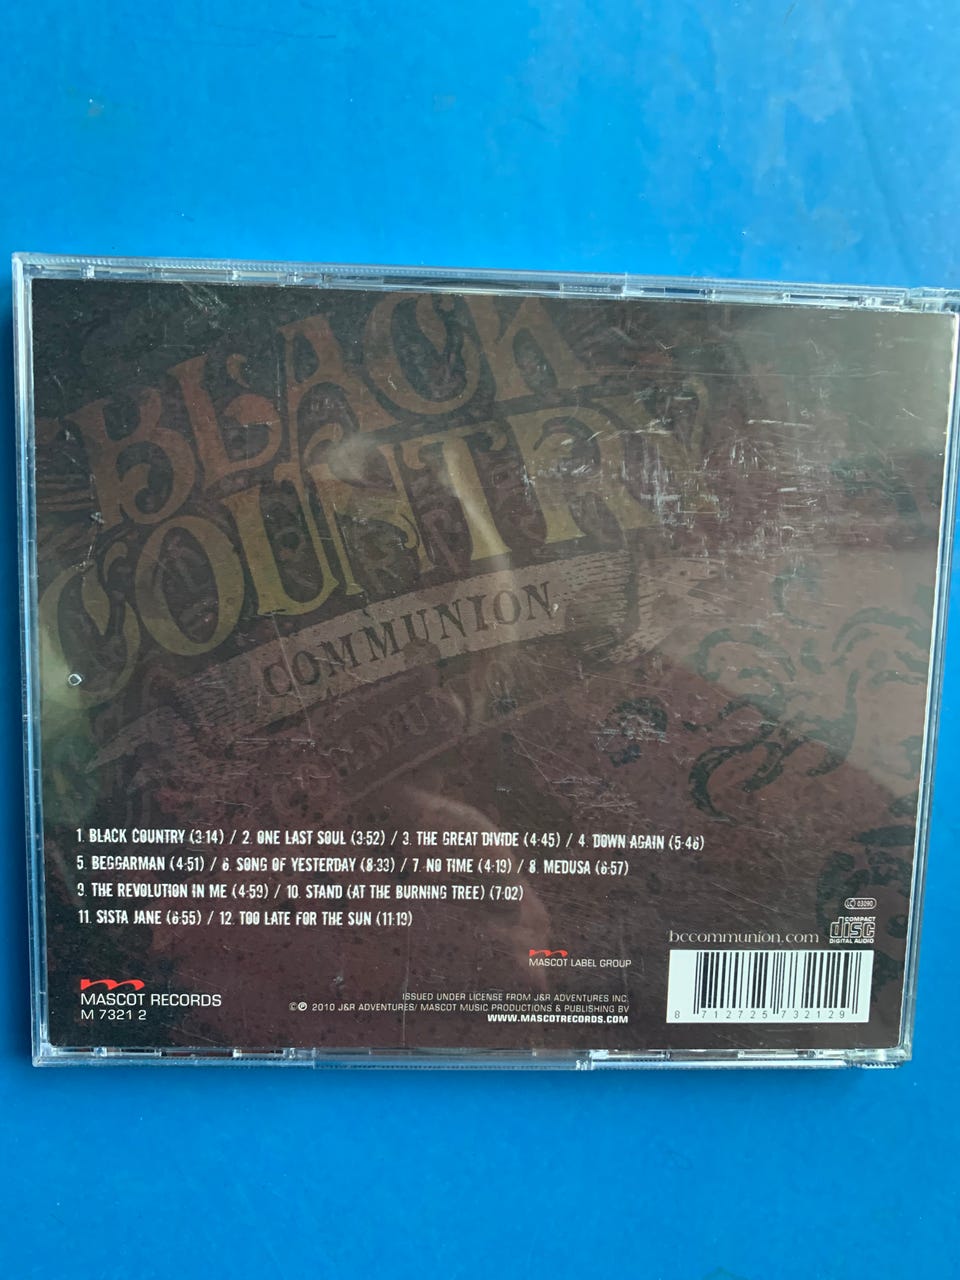 BLACK
COUNTRY
COMMUNION
1. BLACK COUNTRY (3:14) / 2. ONE LAST SOUL (3:52) / 3. THE GREAT DIVIDE (4:45) / 4. DOWN AGAIN (5:46)
5. BEGGARMAN (4:51) / 6. SONG OF YESTERDAY (8:33) / 7. NO TIME (4:19) / 8. MEDUSA (6:57)
9. THE REVOLUTION IN ME (4:59) / 10. STAND (AT THE BURNING TREE) (7:02)
11. SISTA JANE (6:55) / 12. TOO LATE FOR THE SUN (11:19)
LC 03090
COMPACT
disc
DIGITAL AUDIO
bccommunion.com
MASCOT LABEL GROUP
MASCOT RECORDS
M 7321 2
ISSUED UNDER LICENSE FROM J&R ADVENTURES INC.
©℗ 2010 J&R ADVENTURES/ MASCOT MUSIC PRODUCTIONS & PUBLISHING BV
WWW.MASCOTRECORDS.COM
8 712725 732129